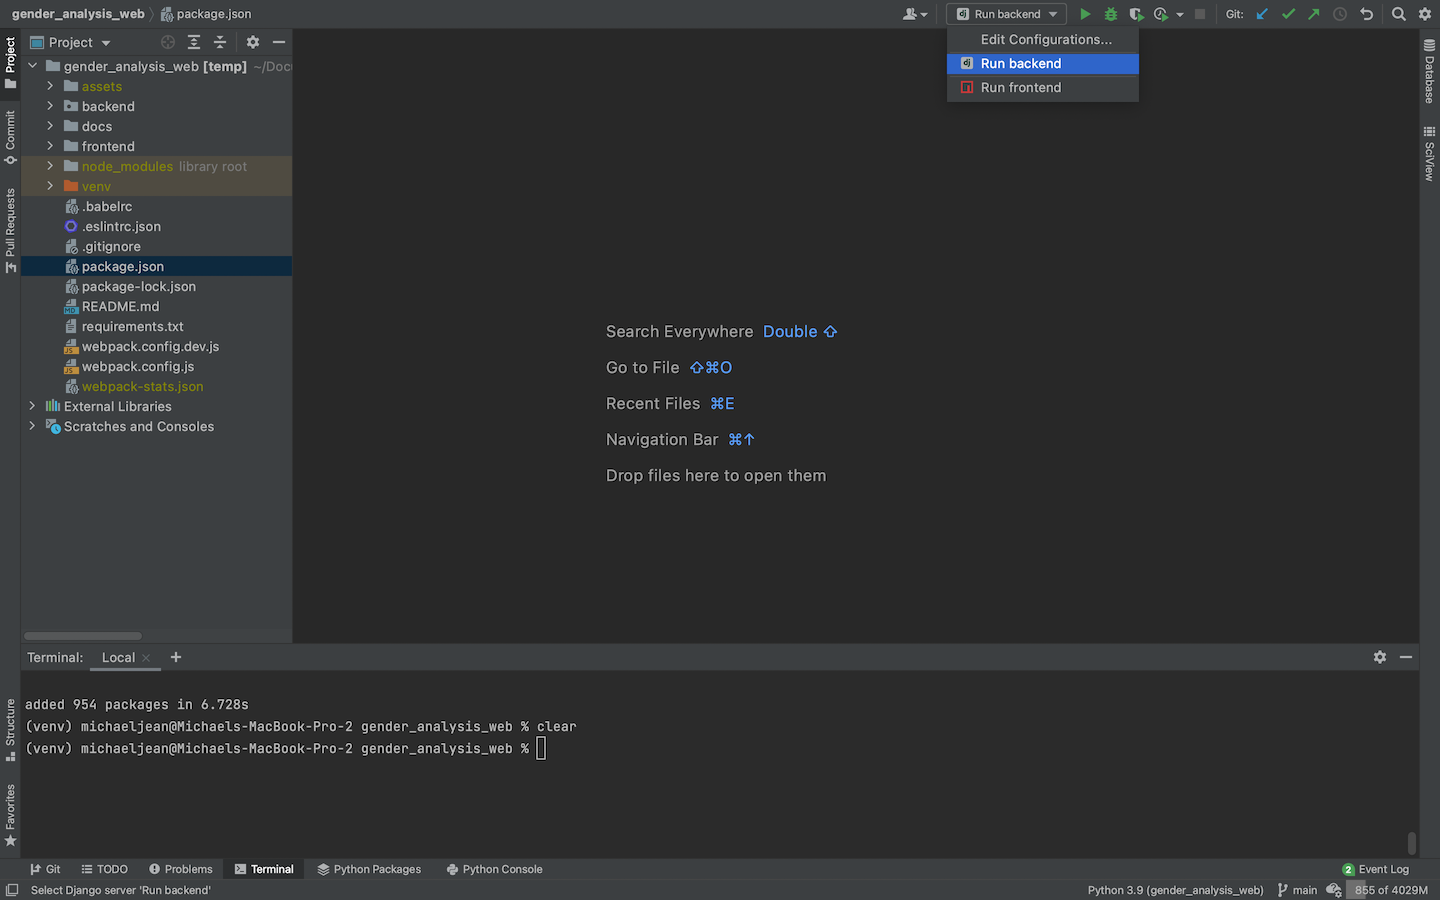 gender_analysis_web package.json
Run backend
Git:
Edit Configurations...
Run backend
Run frontend
Project
gender_analysis_web [temp] ~/Doc
assets
backend
docs
frontend
node_modules library root
venv
.babelrc
.eslintrc.json
.gitignore
package.json
package-lock.json
README.md
requirements.txt
webpack.config.dev.js
webpack.config.js
webpack-stats.json
External Libraries
Scratches and Consoles
Project
Commit
Pull Requests
Structure
Favorites
Database
SciView
Search Everywhere Double ⇧
Go to File ⇧⌘O
Recent Files ⌘E
Navigation Bar ⌘↑
Drop files here to open them
Terminal: Local × +
added 954 packages in 6.728s
(venv) michaeljean@Michaels-MacBook-Pro-2 gender_analysis_web % clear
(venv) michaeljean@Michaels-MacBook-Pro-2 gender_analysis_web %
Git TODO Problems Terminal Python Packages Python Console 2 Event Log
Select Django server 'Run backend' Python 3.9 (gender_analysis_web) main 855 of 4029M